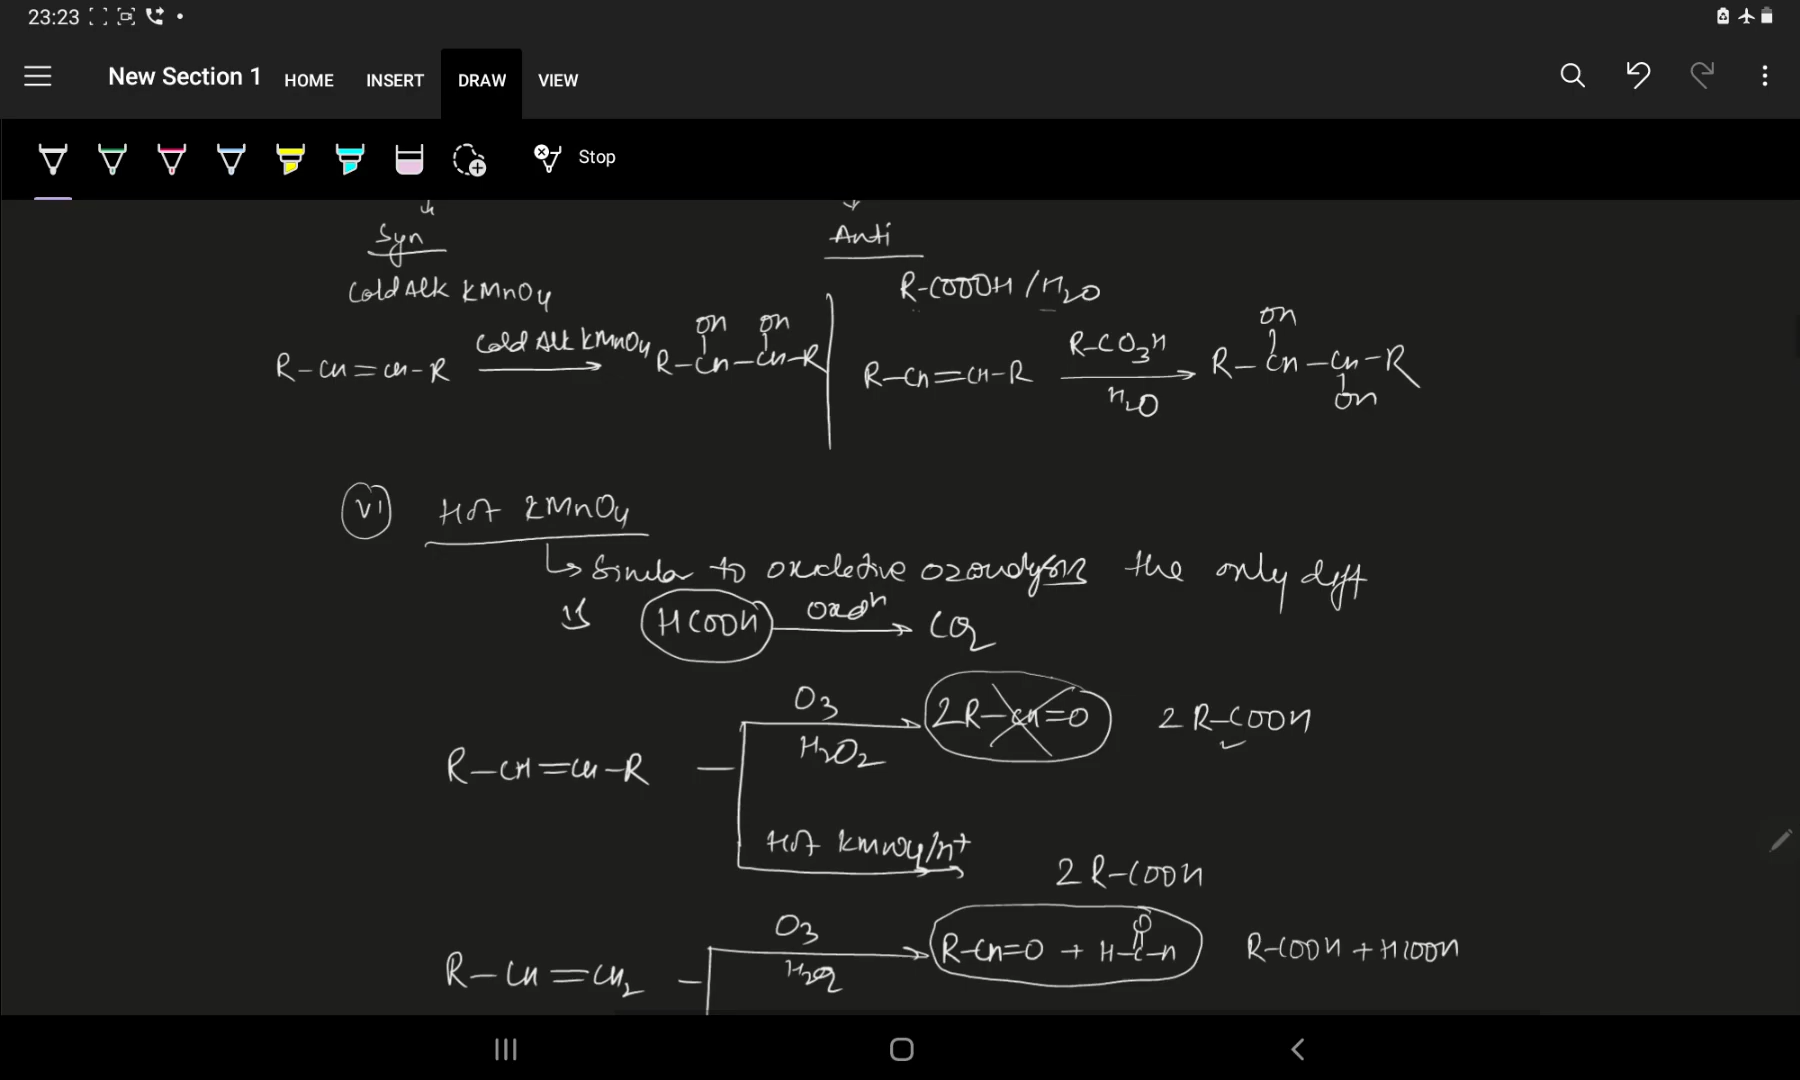 23:23
New Section 1 HOME INSERT DRAW VIEW
Stop
Syn
Cold Alk KMnO4
R-CH=CH-R Cold Alk KMnO4 R-CH-CH-R
OH OH
Anti
R-COOOH / H2O
R-CH=CH-R R-CO3H H2O R-CH-CH-R
OH
OH
VI Hot KMnO4
↳ Similar to oxidative ozonolysis the only diff
is HCOOH oxdn CO2
R-CH=CH-R
O3 H2O2 2R-CH=O 2 R-COOH
Hot KMnO4/H+ 2 R-COOH
R-CH=CH2
O3 H2O2 R-CH=O + H-C-H R-COOH + HCOOH
O